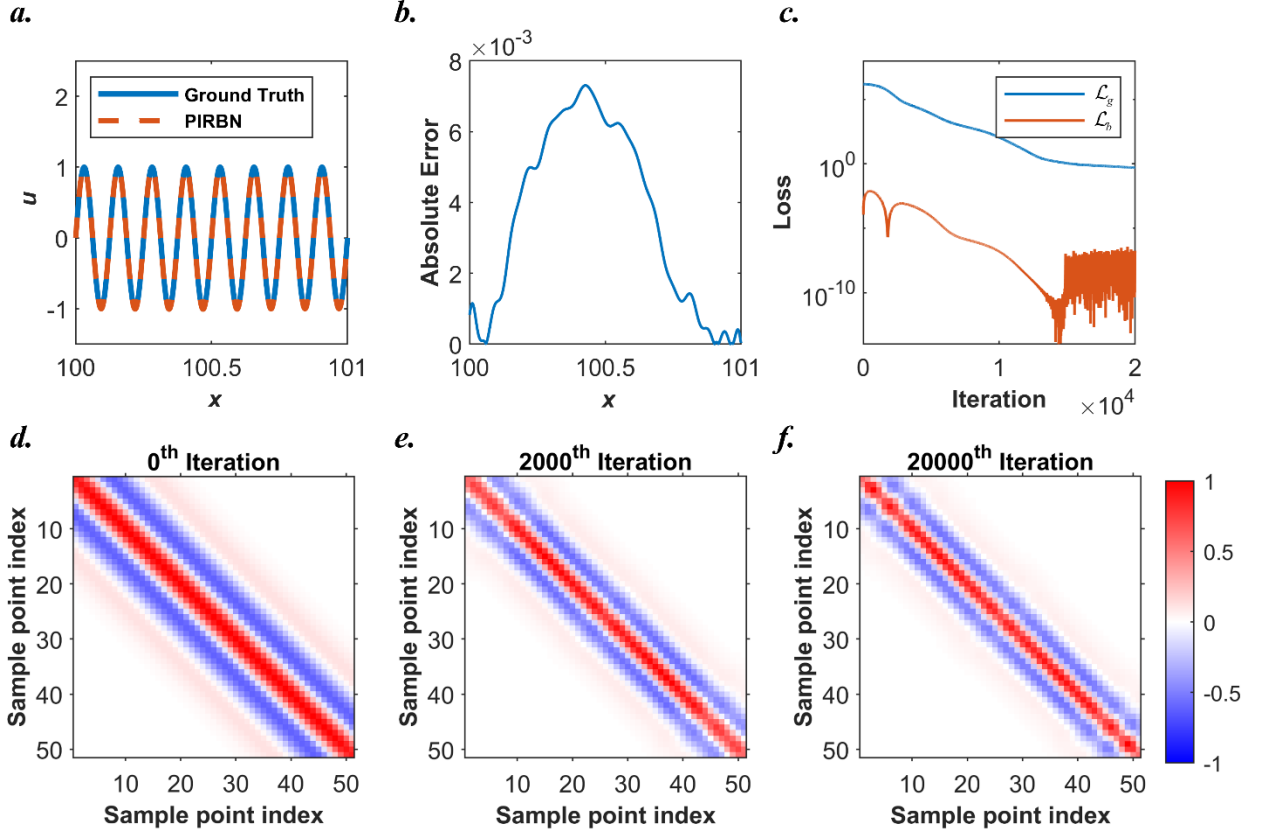 a.
Ground Truth
PIRBN
2
1
0
-1
u
100
100.5
101
x
b.
×10⁻³
8
6
4
2
0
Absolute Error
100
100.5
101
x
c.
ℒg
ℒb
10⁰
10⁻¹⁰
Loss
0
1
2
Iteration
×10⁴
d.
0th Iteration
10
20
30
40
50
Sample point index
10
20
30
40
50
Sample point index
e.
2000th Iteration
10
20
30
40
50
Sample point index
10
20
30
40
50
Sample point index
f.
20000th Iteration
10
20
30
40
50
Sample point index
10
20
30
40
50
Sample point index
1
0.5
0
-0.5
-1